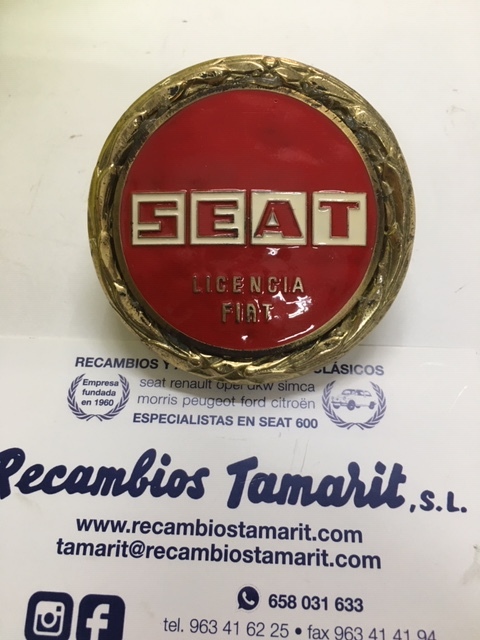 SEAT
LICENCIA
FIAT
RECAMBIOS Y
CLÁSICOS
Empresa
fundada
en 1960
seat renault opel dkw simca
morris peugeot ford citroën
ESPECIALISTAS EN SEAT 600
Recambios Tamarit, S.L.
www.recambiostamarit.com
tamarit@recambiostamarit.com
658 031 633
tel. 963 41 62 25 • fax 963 41 41 94